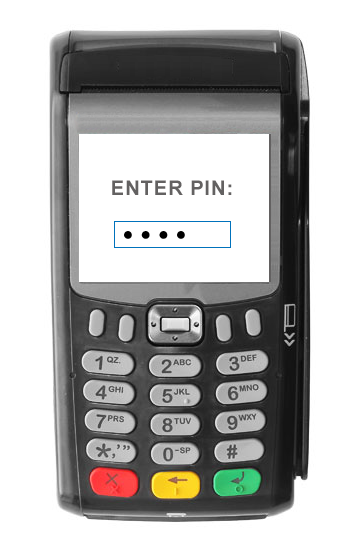 ENTER PIN:
••••
1 QZ. 2 ABC 3 DEF
4 GHI 5 JKL 6 MNO
7 PRS 8 TUV 9 WXY
*,'" 0 -SP #